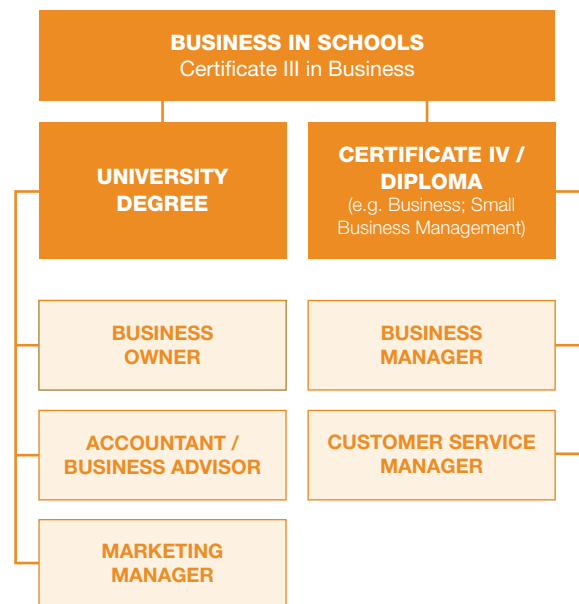 BUSINESS IN SCHOOLS
Certificate III in Business
UNIVERSITY
DEGREE
CERTIFICATE IV /
DIPLOMA
(e.g. Business; Small
Business Management)
BUSINESS
OWNER
BUSINESS
MANAGER
ACCOUNTANT /
BUSINESS ADVISOR
CUSTOMER SERVICE
MANAGER
MARKETING
MANAGER